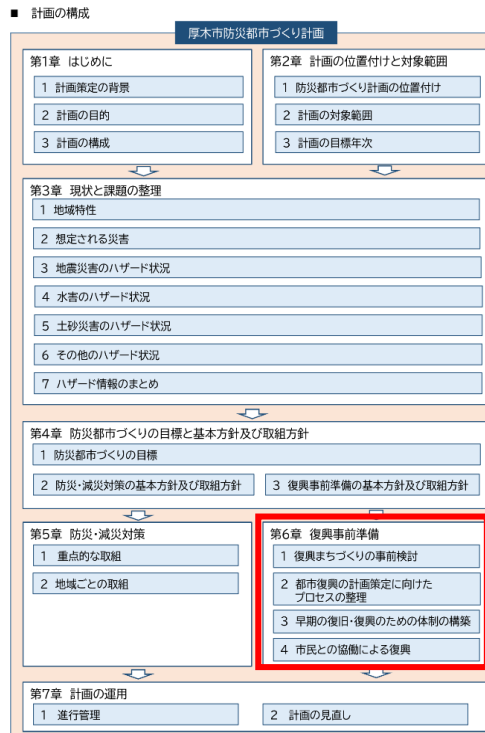 ■ 計画の構成
厚木市防災都市づくり計画
第1章 はじめに
1 計画策定の背景
2 計画の目的
3 計画の構成
第2章 計画の位置付けと対象範囲
1 防災都市づくり計画の位置付け
2 計画の対象範囲
3 計画の目標年次
第3章 現状と課題の整理
1 地域特性
2 想定される災害
3 地震災害のハザード状況
4 水害のハザード状況
5 土砂災害のハザード状況
6 その他のハザード状況
7 ハザード情報のまとめ
第4章 防災都市づくりの目標と基本方針及び取組方針
1 防災都市づくりの目標
2 防災・減災対策の基本方針及び取組方針
3 復興事前準備の基本方針及び取組方針
第5章 防災・減災対策
1 重点的な取組
2 地域ごとの取組
第6章 復興事前準備
1 復興まちづくりの事前検討
2 都市復興の計画策定に向けた
プロセスの整理
3 早期の復旧・復興のための体制の構築
4 市民との協働による復興
第7章 計画の運用
1 進行管理
2 計画の見直し